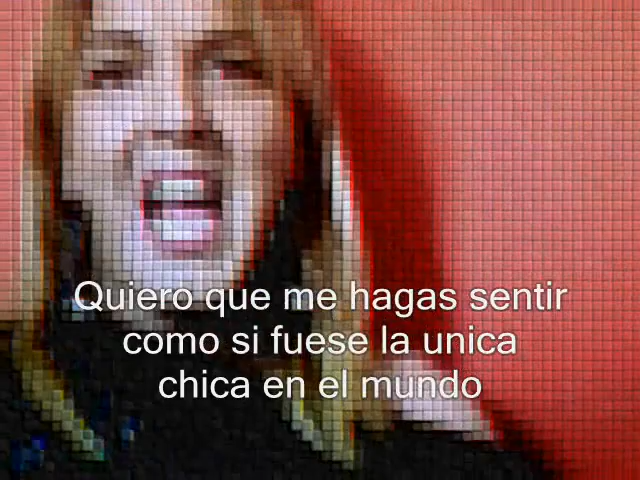 Quiero que me hagas sentir
como si fuese la unica
chica en el mundo